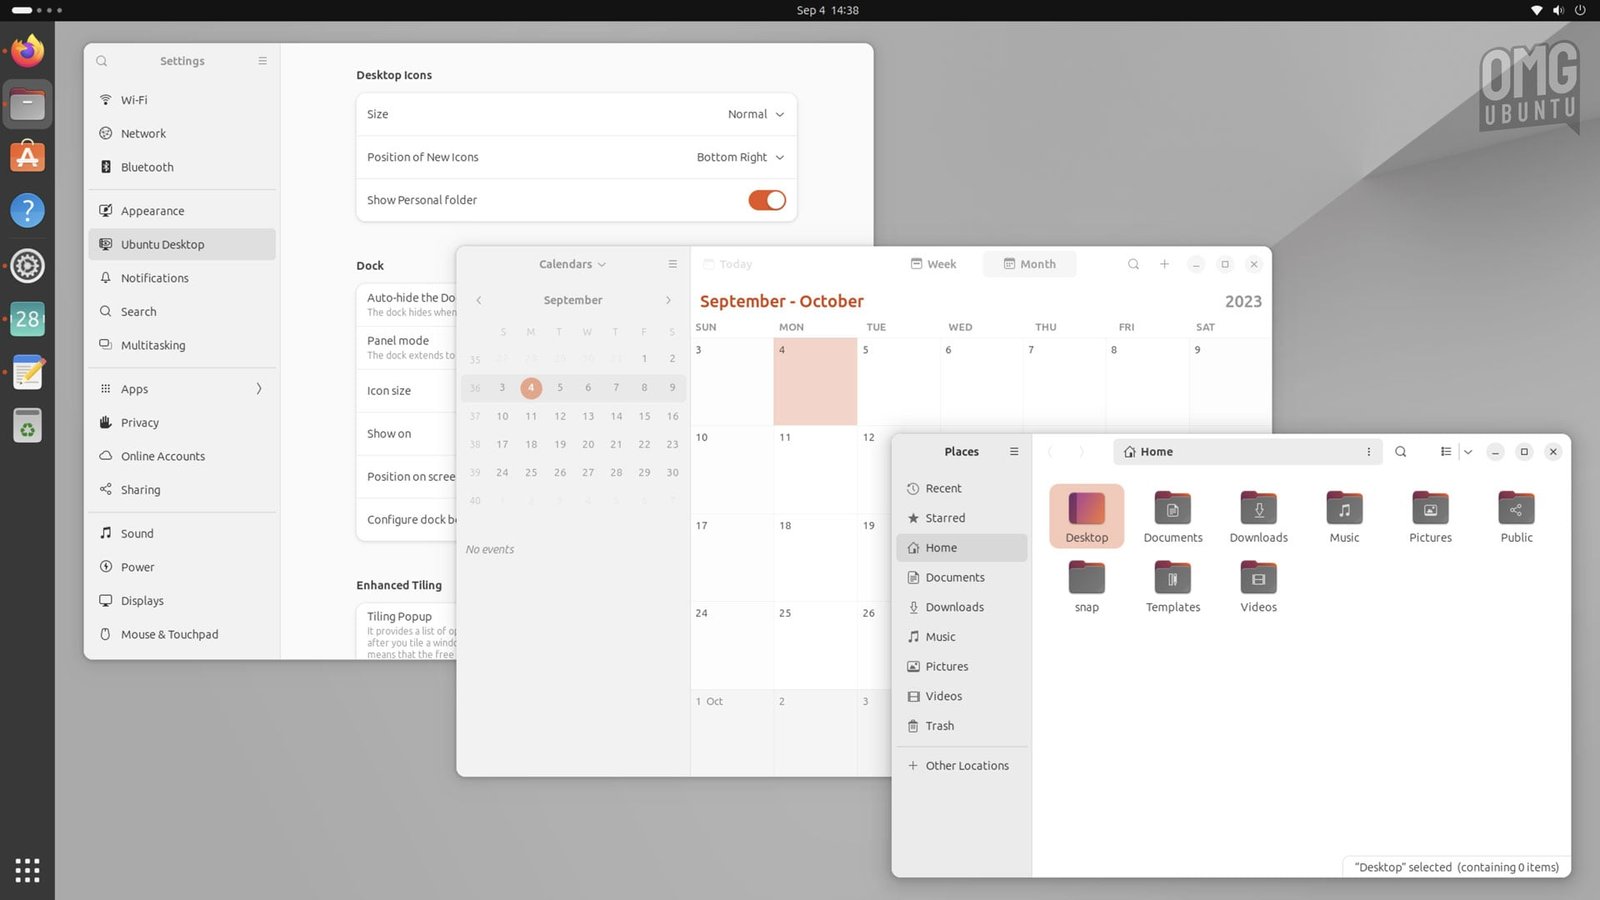 Sep 4 14:38
OMG
UBUNTU
28
Settings
Wi-Fi
Network
Bluetooth
Appearance
Ubuntu Desktop
Notifications
Search
Multitasking
Apps
Privacy
Online Accounts
Sharing
Sound
Power
Displays
Mouse & Touchpad
Desktop Icons
Size Normal
Position of New Icons Bottom Right
Show Personal folder
Dock
Auto-hide the Do
The dock hides when
Panel mode
The dock extends to
Icon size
Show on
Position on scree
Configure dock be
Enhanced Tiling
Tiling Popup
It provides a list of op
after you tile a windo
means that the free
Calendars
September
S M T W T F S
35 27 28 29 30 31 1 2
36 3 4 5 6 7 8 9
37 10 11 12 13 14 15 16
38 17 18 19 20 21 22 23
39 24 25 26 27 28 29 30
40 1 2 3 4 5 6 7
No events
Today Week Month
September - October 2023
SUN MON TUE WED THU FRI SAT
3 4 5 6 7 8 9
10 11 12
17 18 19
24 25 26
1 Oct 2 3
Places
Recent
Starred
Home
Documents
Downloads
Music
Pictures
Videos
Trash
Other Locations
Home
Desktop Documents Downloads Music Pictures Public
snap Templates Videos
"Desktop" selected (containing 0 items)